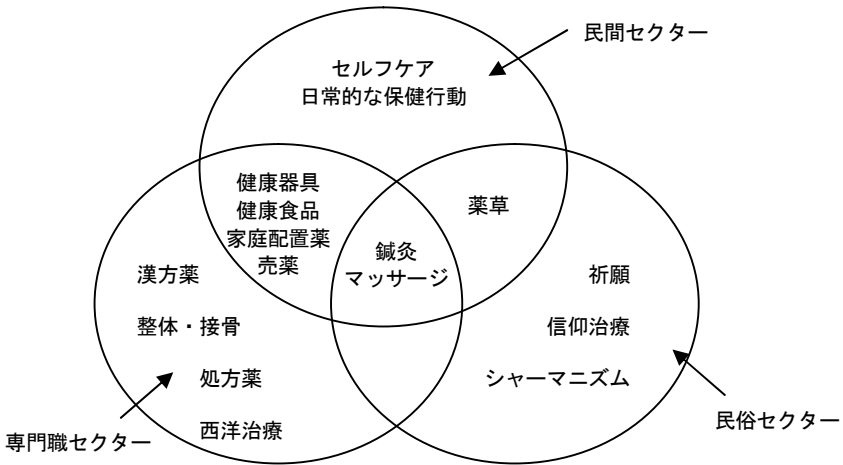 民間セクター
セルフケア
日常的な保健行動
健康器具
健康食品
家庭配置薬
売薬
薬草
鍼灸
マッサージ
漢方薬
整体・接骨
処方薬
西洋治療
祈願
信仰治療
シャーマニズム
専門職セクター
民俗セクター